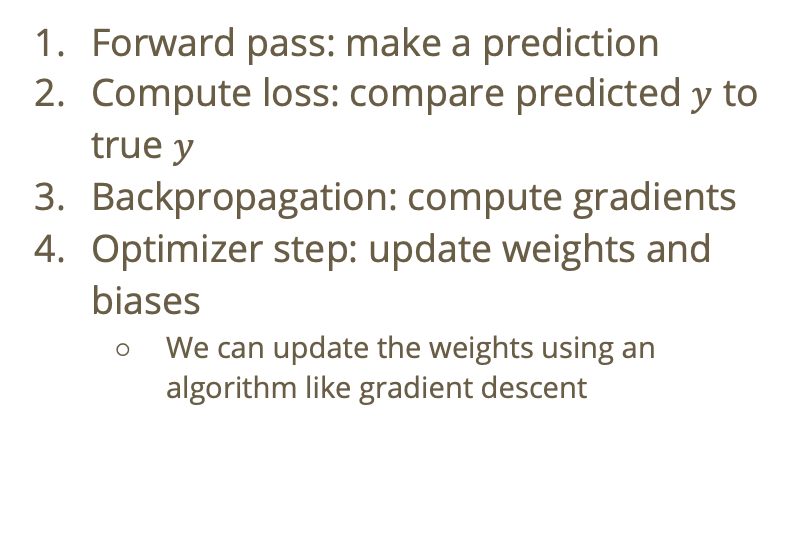 1. Forward pass: make a prediction
2. Compute loss: compare predicted y to
true y
3. Backpropagation: compute gradients
4. Optimizer step: update weights and
biases
○ We can update the weights using an
algorithm like gradient descent